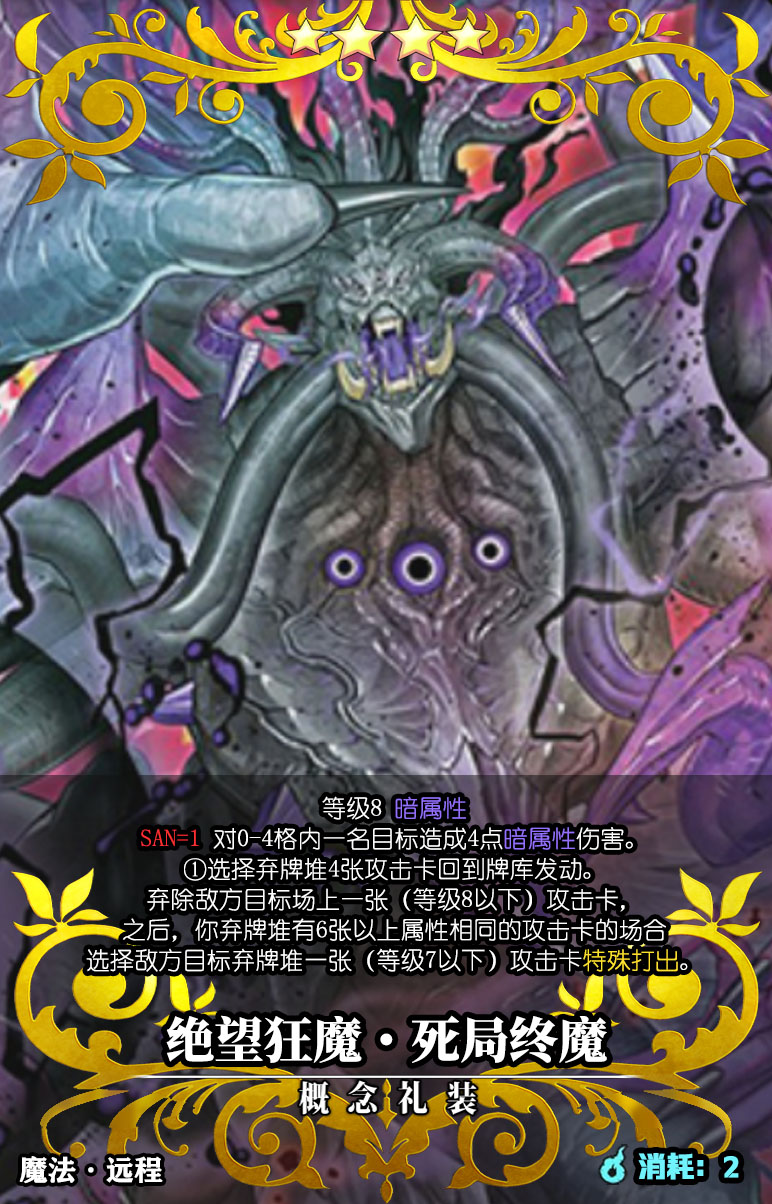 等级8 暗属性
SAN=1 对0-4格内一名目标造成4点暗属性伤害。
①选择弃牌堆4张攻击卡回到牌库发动。
弃除敌方目标场上一张（等级8以下）攻击卡，
之后，你弃牌堆有6张以上属性相同的攻击卡的场合
选择敌方目标弃牌堆一张（等级7以下）攻击卡特殊打出。
绝望狂魔·死局终魔
概念礼装
魔法·远程
消耗：2